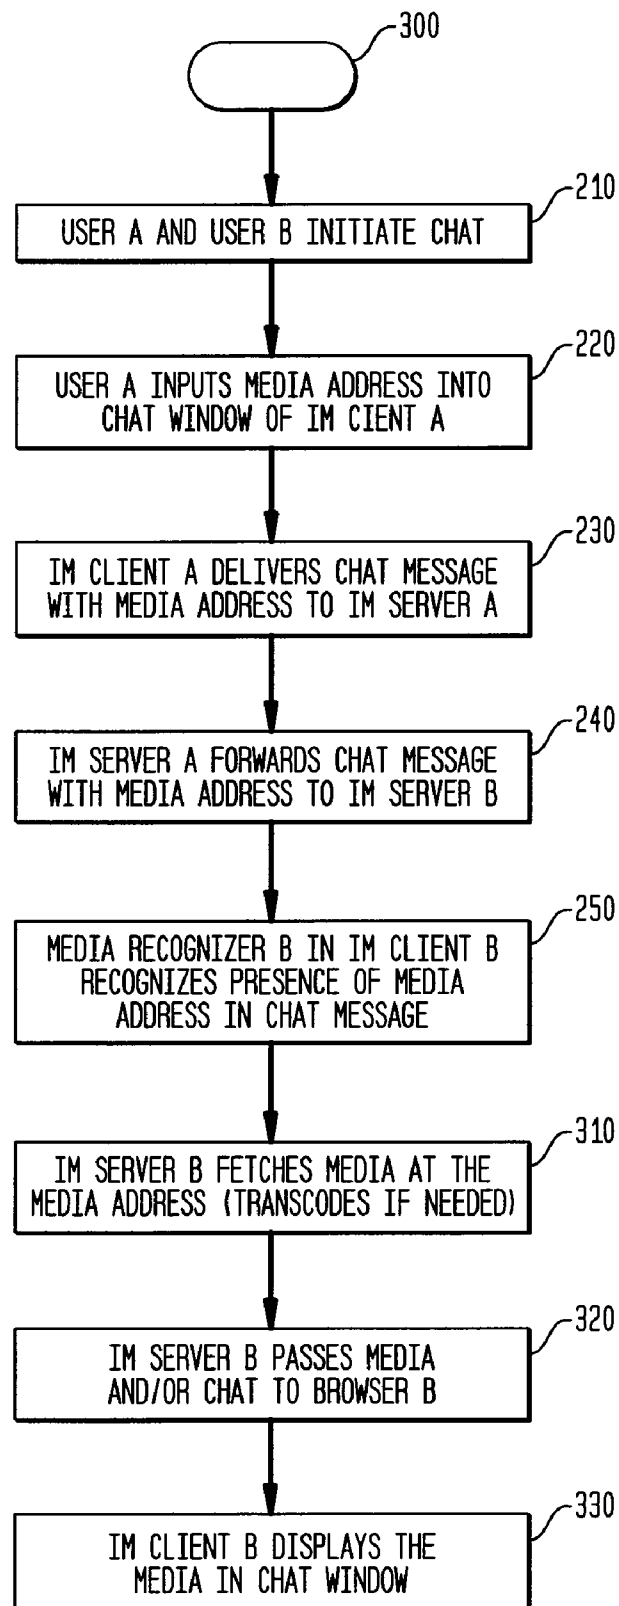 300
210
USER A AND USER B INITIATE CHAT
220
USER A INPUTS MEDIA ADDRESS INTO
CHAT WINDOW OF IM CIENT A
230
IM CLIENT A DELIVERS CHAT MESSAGE
WITH MEDIA ADDRESS TO IM SERVER A
240
IM SERVER A FORWARDS CHAT MESSAGE
WITH MEDIA ADDRESS TO IM SERVER B
250
MEDIA RECOGNIZER B IN IM CLIENT B
RECOGNIZES PRESENCE OF MEDIA
ADDRESS IN CHAT MESSAGE
310
IM SERVER B FETCHES MEDIA AT THE
MEDIA ADDRESS (TRANSCODES IF NEEDED)
320
IM SERVER B PASSES MEDIA
AND/OR CHAT TO BROWSER B
330
IM CLIENT B DISPLAYS THE
MEDIA IN CHAT WINDOW